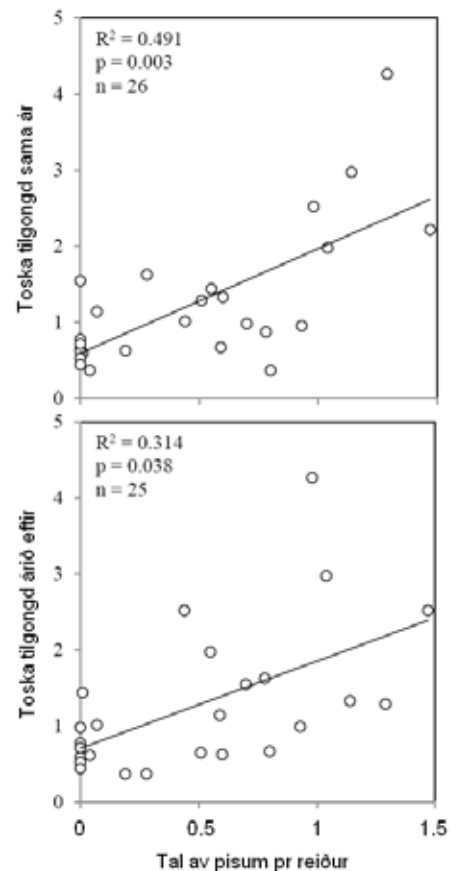 R² = 0.491
p = 0.003
n = 26
Toska tilgongd sama ár
5
4
3
2
1
0
R² = 0.314
p = 0.038
n = 25
Toska tilgongd árið eftir
5
4
3
2
1
0
0 0.5 1 1.5
Tal av pisum pr reiður